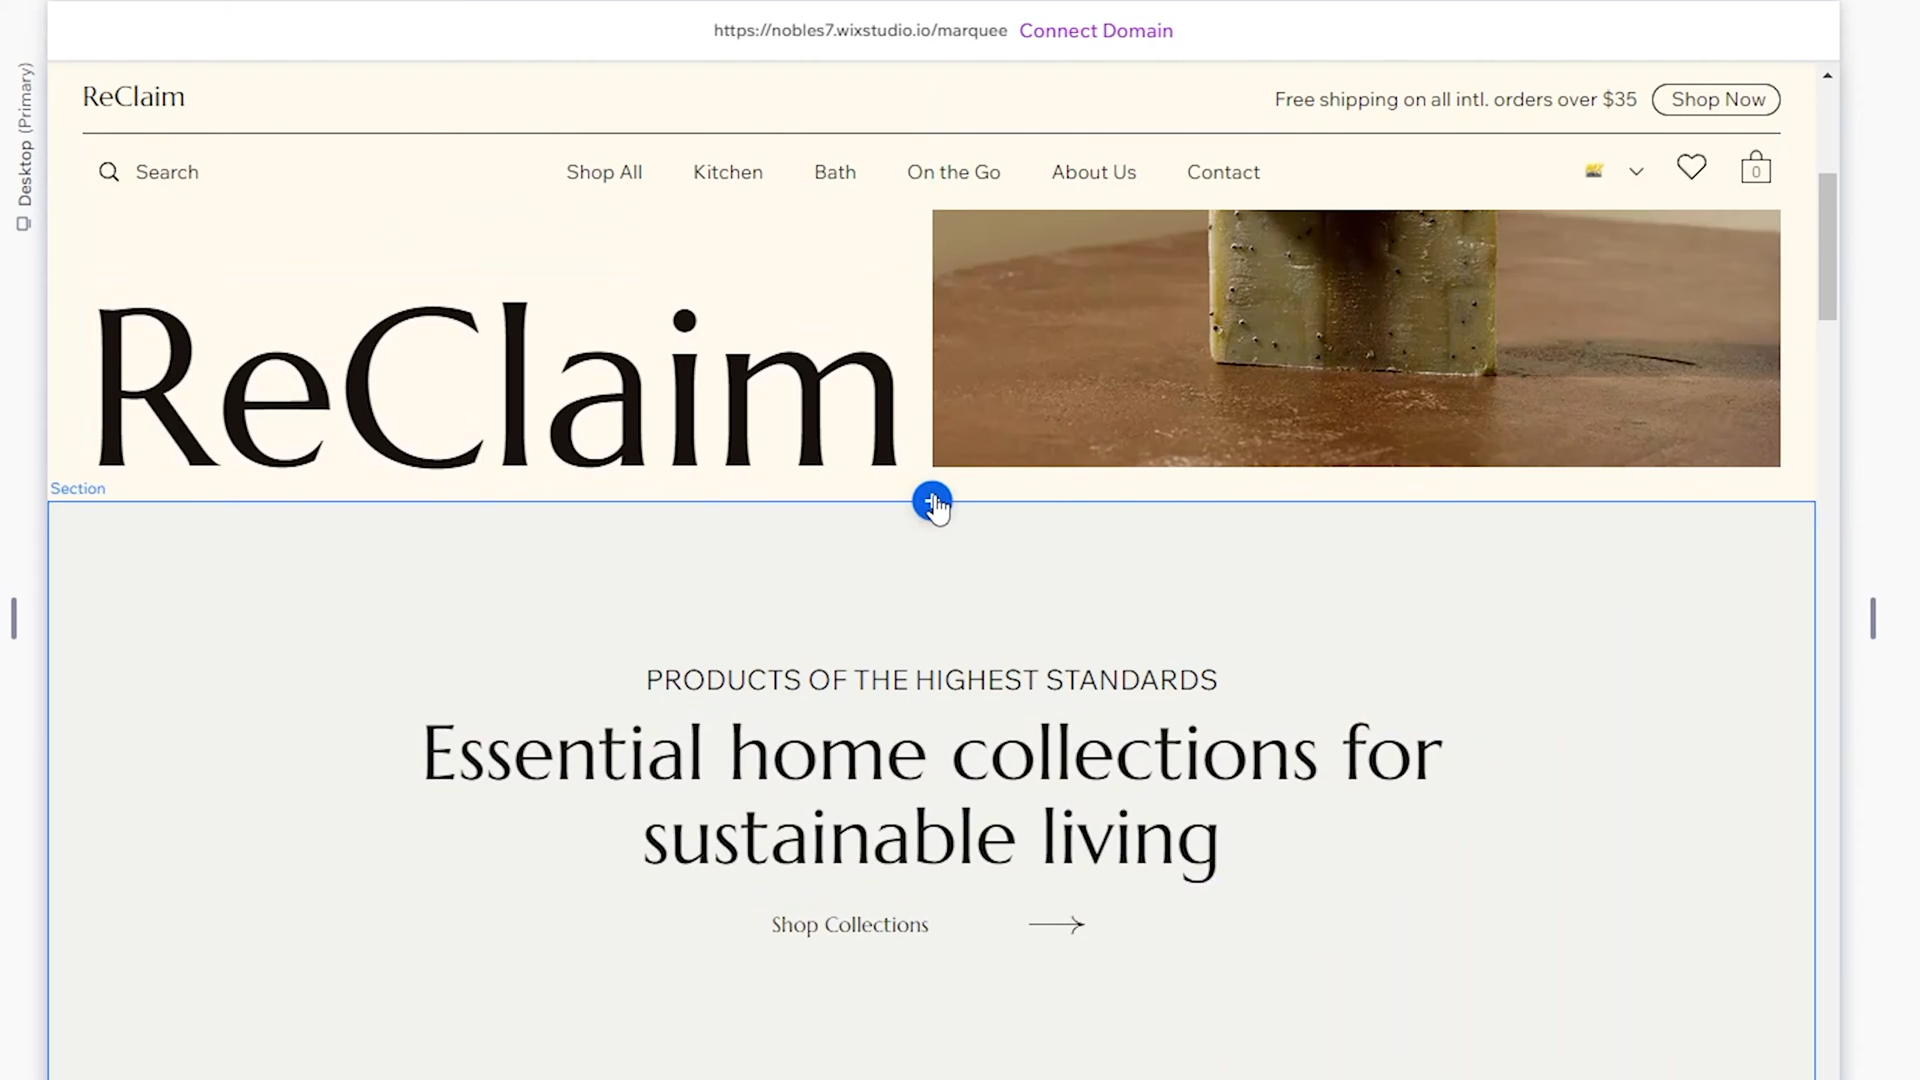 https://nobles7.wixstudio.io/marquee Connect Domain
Desktop (Primary)
ReClaim
Free shipping on all intl. orders over $35 Shop Now
Search Shop All Kitchen Bath On the Go About Us Contact 0
ReClaim
Section
PRODUCTS OF THE HIGHEST STANDARDS
Essential home collections for
sustainable living
Shop Collections